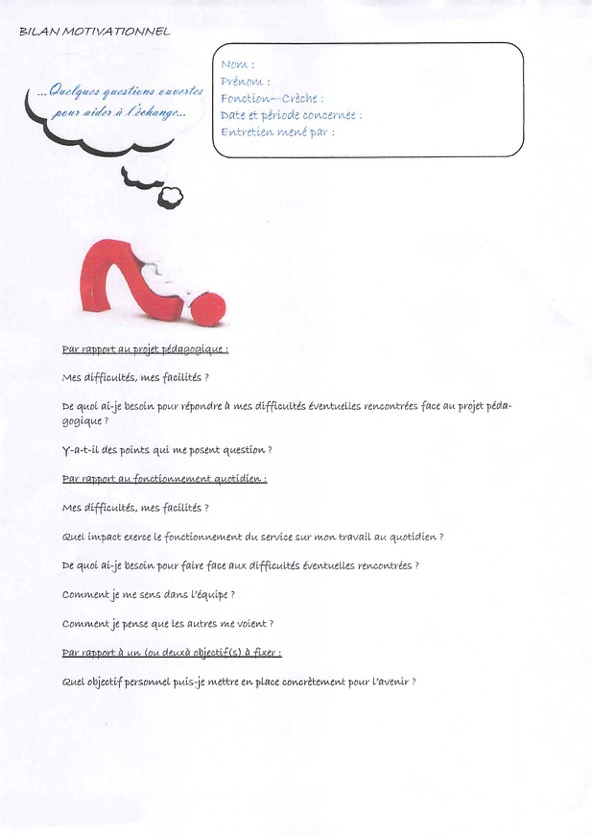 BILAN MOTIVATIONNEL
...Quelques questions ouvertes
pour aider à l'échange...
Nom :
Prénom :
Fonction—Crèche :
Date et période concernée :
Entretien mené par :
Par rapport au projet pédagogique :
Mes difficultés, mes facilités ?
De quoi ai-je besoin pour répondre à mes difficultés éventuelles rencontrées face au projet péda-
gogique ?
Y-a-t-il des points qui me posent question ?
Par rapport au fonctionnement quotidien :
Mes difficultés, mes facilités ?
Quel impact exerce le fonctionnement du service sur mon travail au quotidien ?
De quoi ai-je besoin pour faire face aux difficultés éventuelles rencontrées ?
Comment je me sens dans l'équipe ?
Comment je pense que les autres me voient ?
Par rapport à un (ou deuxà objectif(s) à fixer :
Quel objectif personnel puis-je mettre en place concrètement pour l'avenir ?